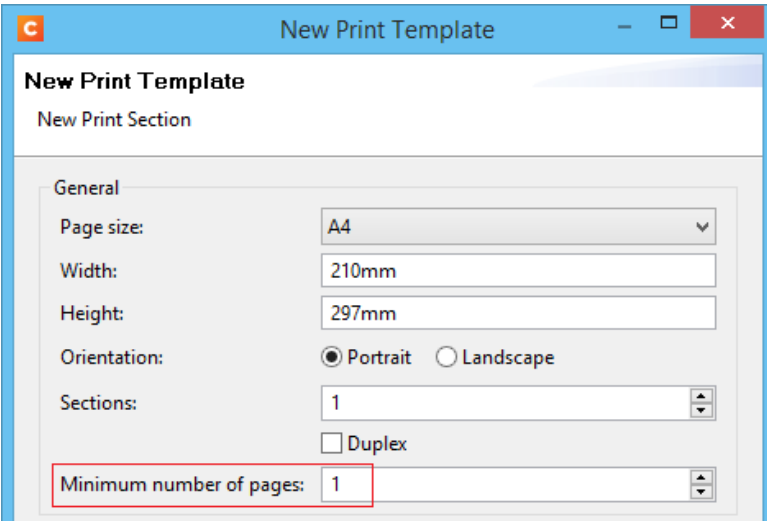 C New Print Template
New Print Template
New Print Section
General
Page size: A4
Width: 210mm
Height: 297mm
Orientation: Portrait Landscape
Sections: 1
Duplex
Minimum number of pages: 1